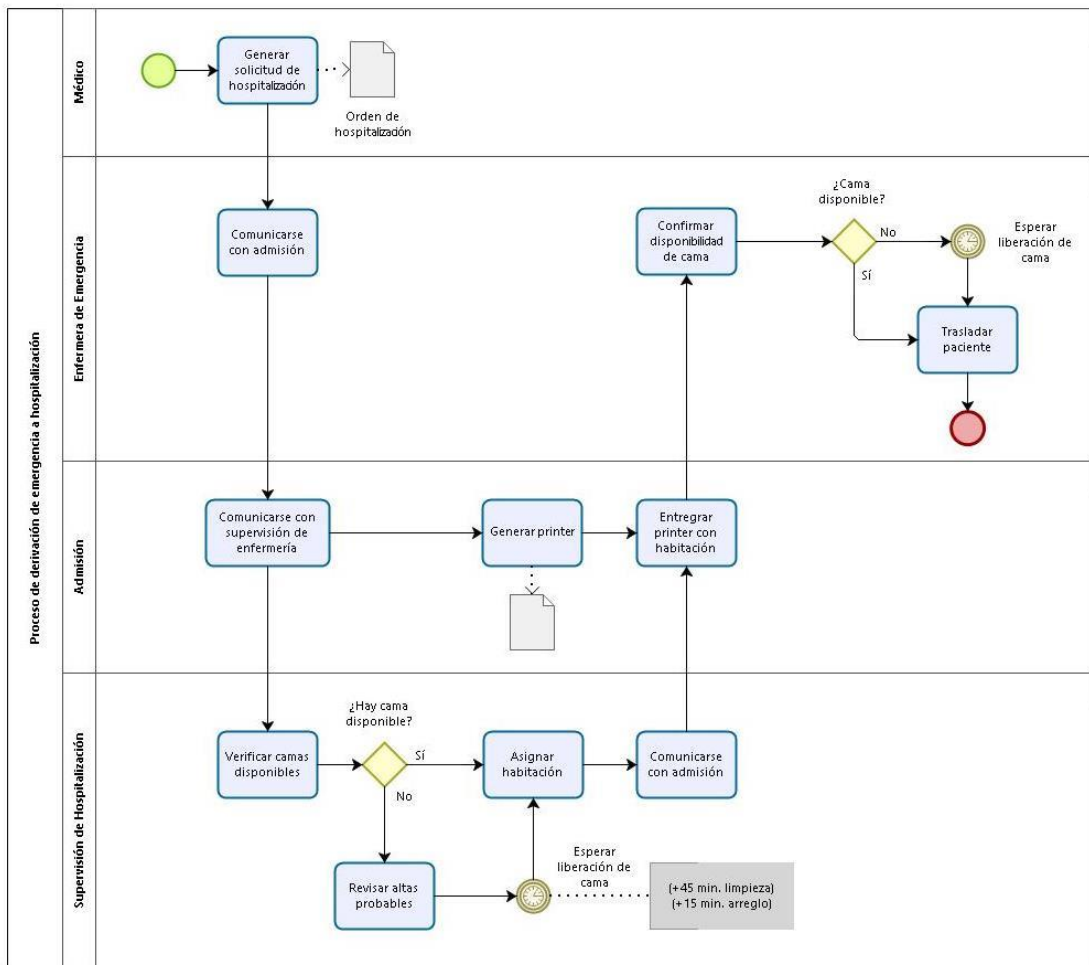 Proceso de derivación de emergencia a hospitalización
Médico
Generar
solicitud de
hospitalización
Orden de
hospitalización
Enfermera de Emergencia
Comunicarse
con admisión
Confirmar
disponibilidad
de cama
¿Cama
disponible?
No
Sí
Esperar
liberación de
cama
Trasladar
paciente
Admisión
Comunicarse con
supervisión de
enfermería
Generar printer
Entregrar
printer con
habitación
Supervisión de Hospitalización
Verificar camas
disponibles
¿Hay cama
disponible?
Sí
No
Asignar
habitación
Comunicarse
con admisión
Revisar altas
probables
Esperar
liberación de
cama
(+45 min. limpieza)
(+15 min. arreglo)